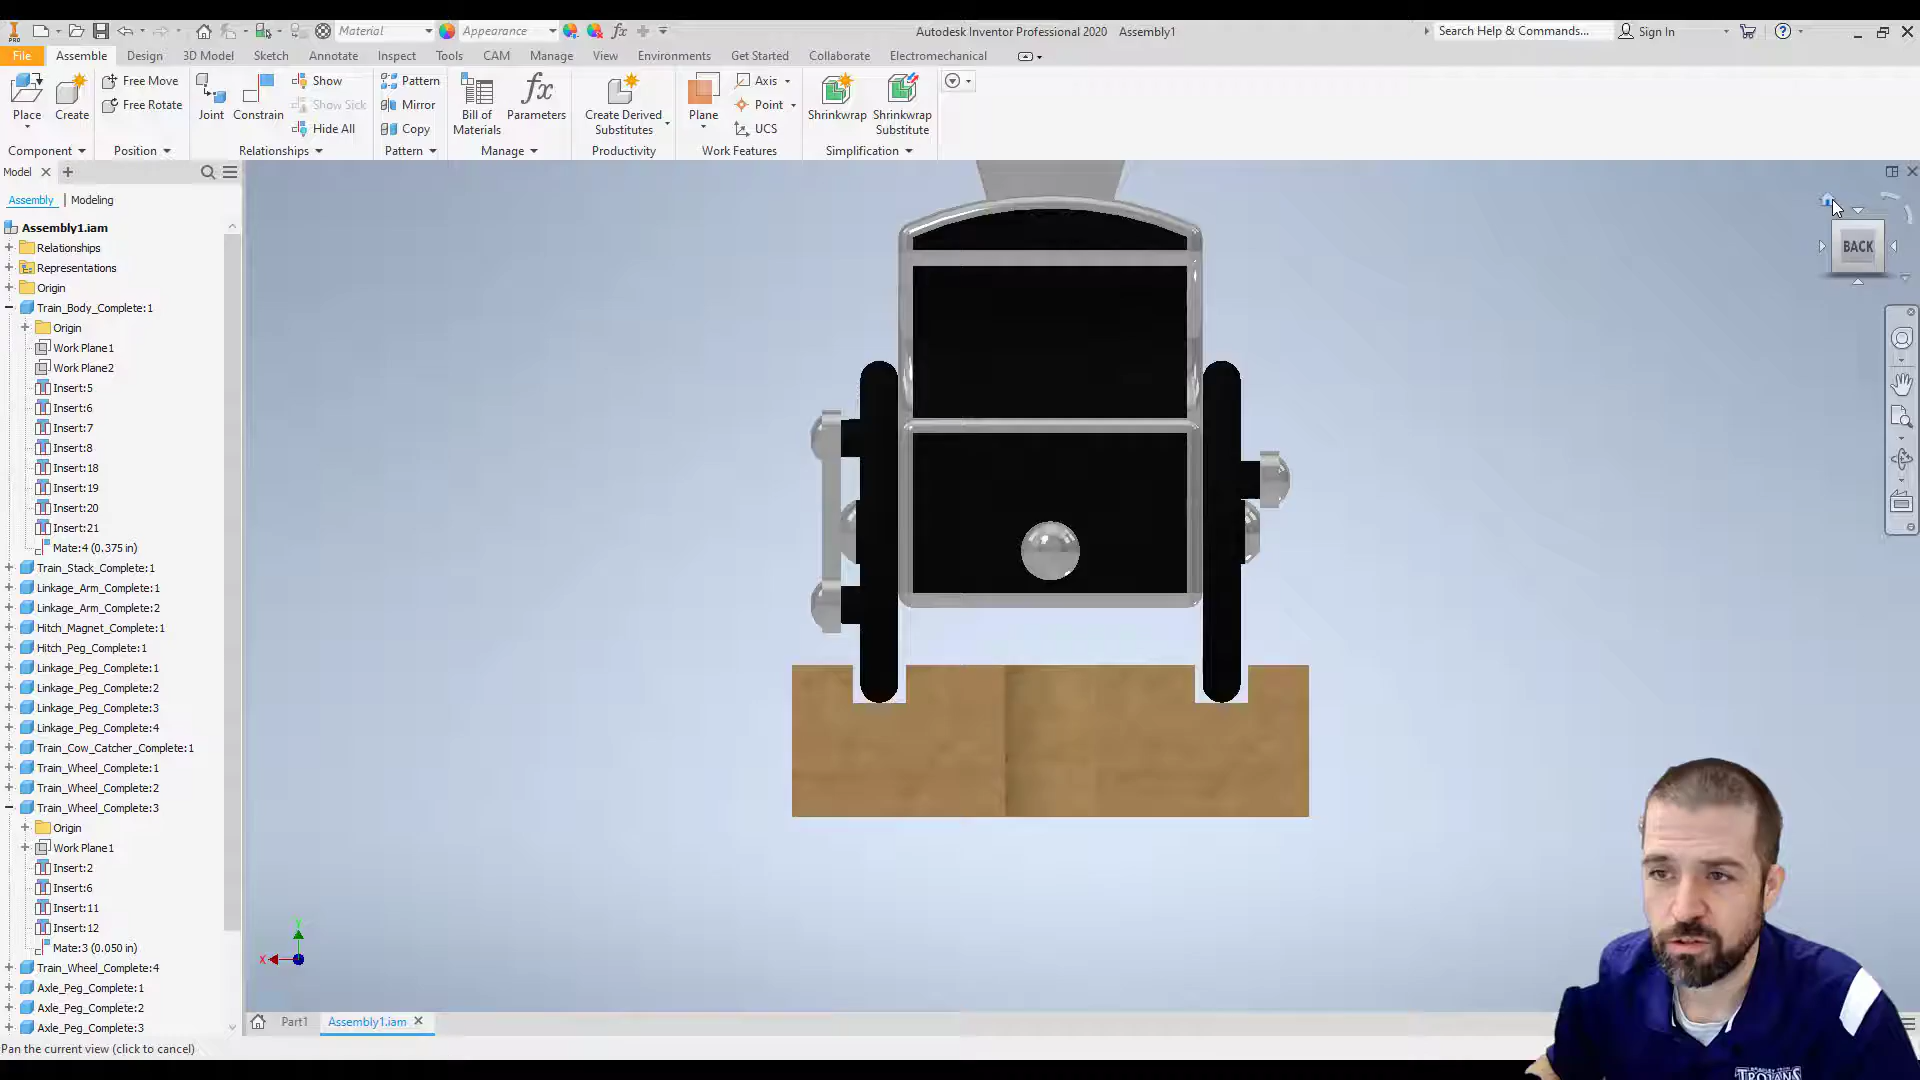 Material
Appearance
Autodesk Inventor Professional 2020 Assembly1
Search Help & Commands...
Sign In
File Assemble Design 3D Model Sketch Annotate Inspect Tools CAM Manage View Environments Get Started Collaborate Electromechanical
Place
Create
Free Move
Free Rotate
Joint
Constrain
Show
Show Sick
Hide All
Pattern
Mirror
Copy
Bill of Materials
Parameters
Create Derived Substitutes
Plane
Axis
Point
UCS
Shrinkwrap
Shrinkwrap Substitute
Component Position Relationships Pattern Manage Productivity Work Features Simplification
Model
Assembly Modeling
Assembly1.iam
Relationships
Representations
Origin
Train_Body_Complete:1
Origin
Work Plane1
Work Plane2
Insert:5
Insert:6
Insert:7
Insert:8
Insert:18
Insert:19
Insert:20
Insert:21
Mate:4 (0.375 in)
Train_Stack_Complete:1
Linkage_Arm_Complete:1
Linkage_Arm_Complete:2
Hitch_Magnet_Complete:1
Hitch_Peg_Complete:1
Linkage_Peg_Complete:1
Linkage_Peg_Complete:2
Linkage_Peg_Complete:3
Linkage_Peg_Complete:4
Train_Cow_Catcher_Complete:1
Train_Wheel_Complete:1
Train_Wheel_Complete:2
Train_Wheel_Complete:3
Origin
Work Plane1
Insert:2
Insert:6
Insert:11
Insert:12
Mate:3 (0.050 in)
Train_Wheel_Complete:4
Axle_Peg_Complete:1
Axle_Peg_Complete:2
Axle_Peg_Complete:3
BACK
Y
X
Part1
Assembly1.iam
Pan the current view (click to cancel)
TROJANS